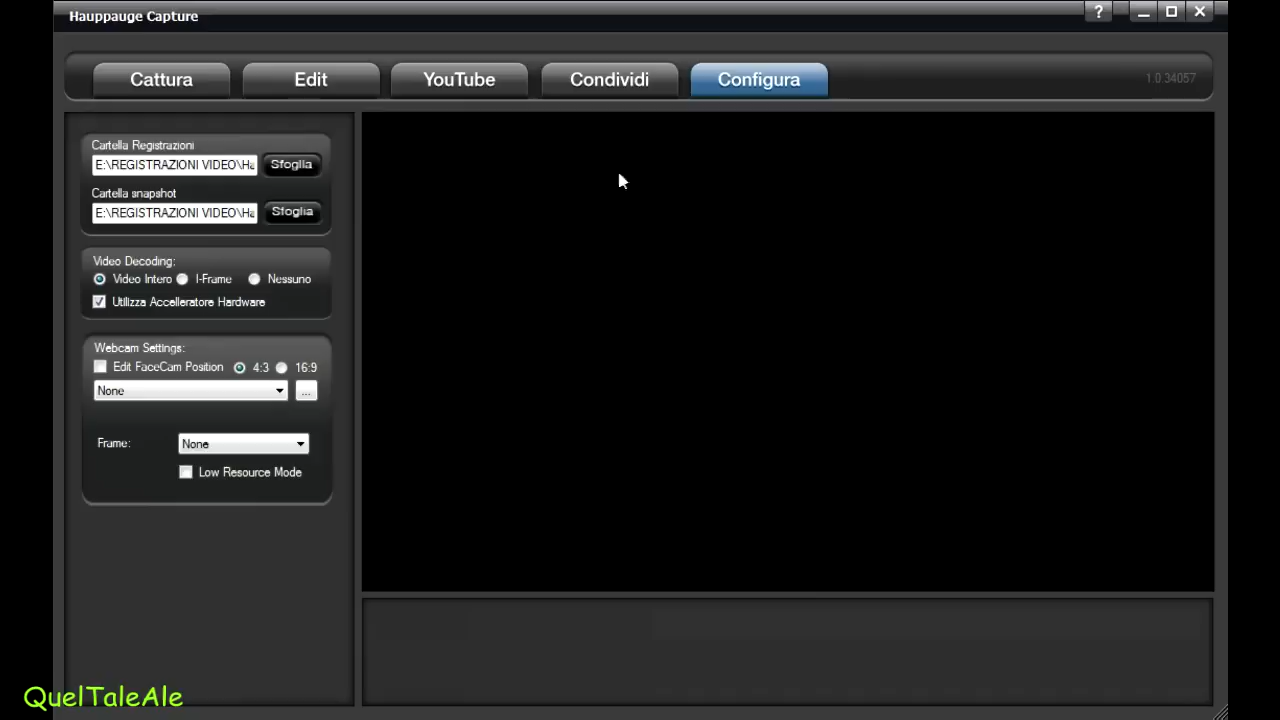 Hauppauge Capture
?
Cattura
Edit
YouTube
Condividi
Configura
1.0.34057
Cartella Registrazioni
E:\REGISTRAZIONI VIDEO\Ha
Sfoglia
Cartella snapshot
E:\REGISTRAZIONI VIDEO\Ha
Sfoglia
Video Decoding:
Video Intero
I-Frame
Nessuno
Utilizza Accelleratore Hardware
Webcam Settings:
Edit FaceCam Position
4:3
16:9
None
...
Frame:
None
Low Resource Mode
QuelTaleAle